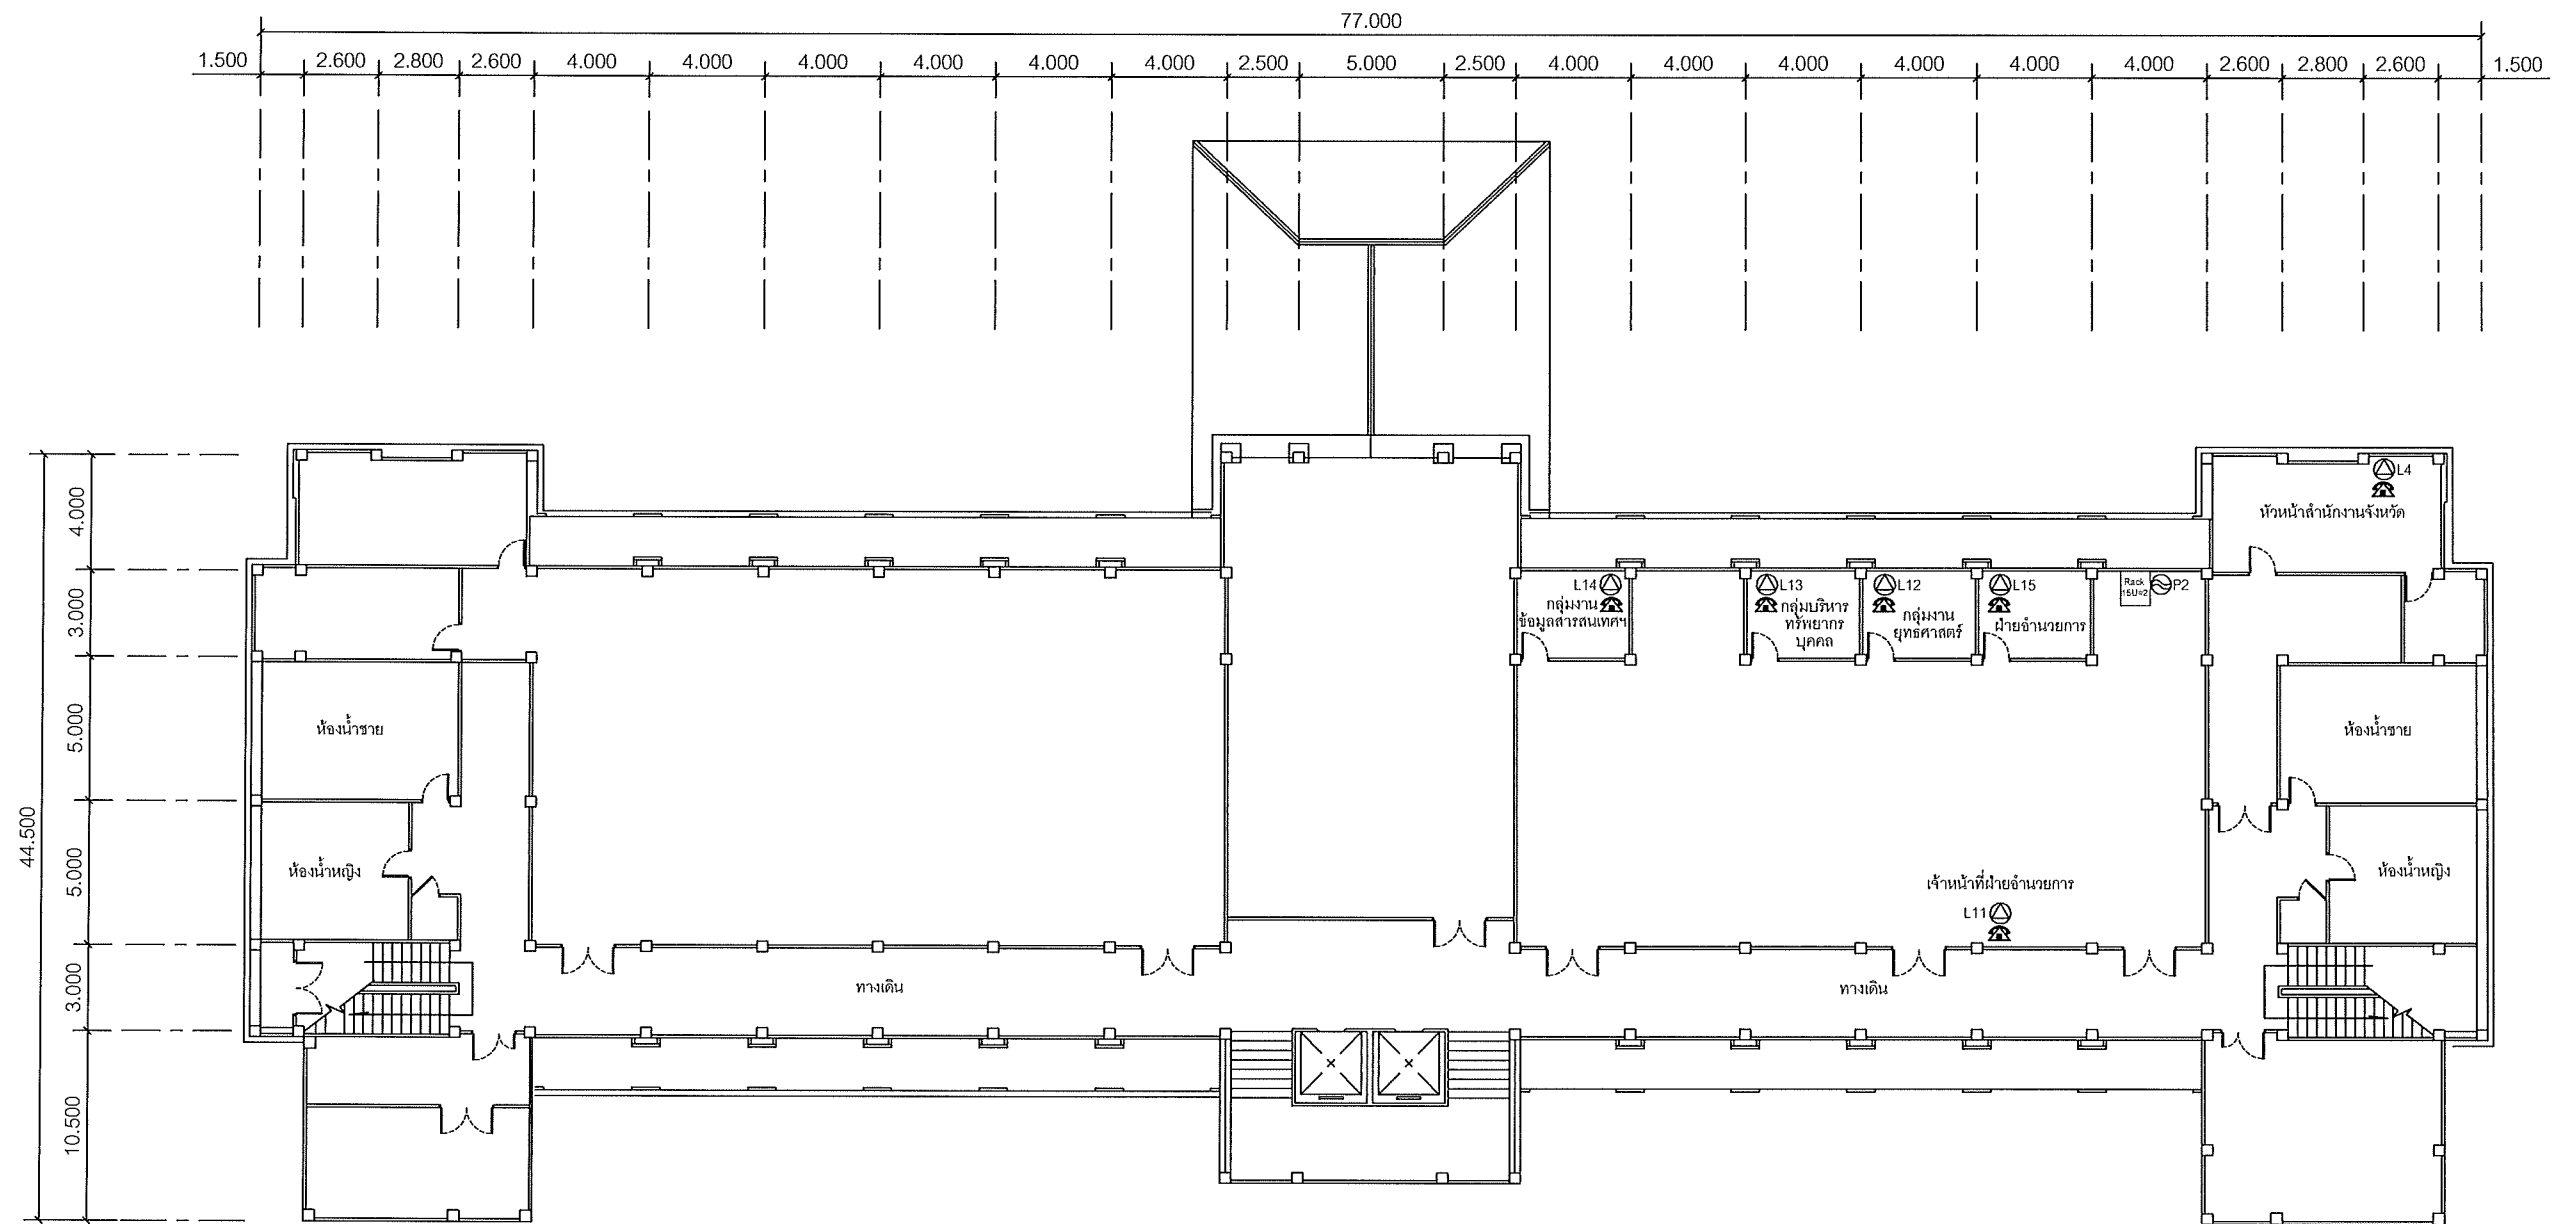 77.000
1.500 2.600 2.800 2.600 4.000 4.000 4.000 4.000 4.000 4.000 2.500 5.000 2.500 4.000 4.000 4.000 4.000 4.000 4.000 2.600 2.800 2.600 1.500
44.500
4.000
3.000
5.000
5.000
3.000
10.500
L4
หัวหน้าสำนักงานจังหวัด
L14
กลุ่มงาน
ข้อมูลสารสนเทศฯ
L13
กลุ่มบริหาร
ทรัพยากร
บุคคล
L12
กลุ่มงาน
ยุทธศาสตร์
L15
ฝ่ายอำนวยการ
Rack
15U#2
P2
ห้องน้ำชาย
ห้องน้ำชาย
ห้องน้ำหญิง
ห้องน้ำหญิง
เจ้าหน้าที่ฝ่ายอำนวยการ
L11
ทางเดิน
ทางเดิน